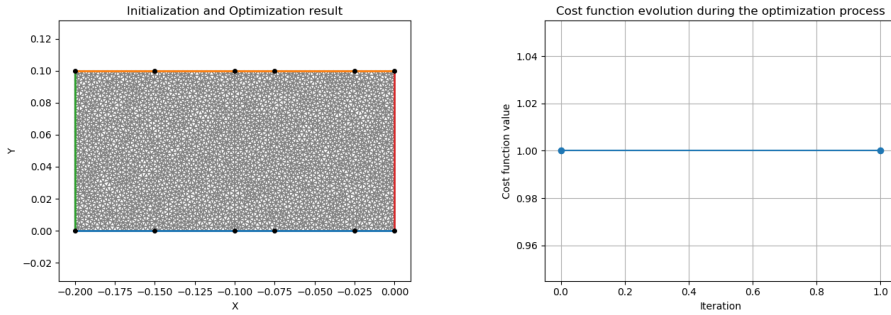 Initialization and Optimization result
0.12
0.10
0.08
0.06
0.04
0.02
0.00
−0.02
Y
−0.200 −0.175 −0.150 −0.125 −0.100 −0.075 −0.050 −0.025 0.000
X
Cost function evolution during the optimization process
1.04
1.02
1.00
0.98
0.96
Cost function value
0.0 0.2 0.4 0.6 0.8 1.0
Iteration